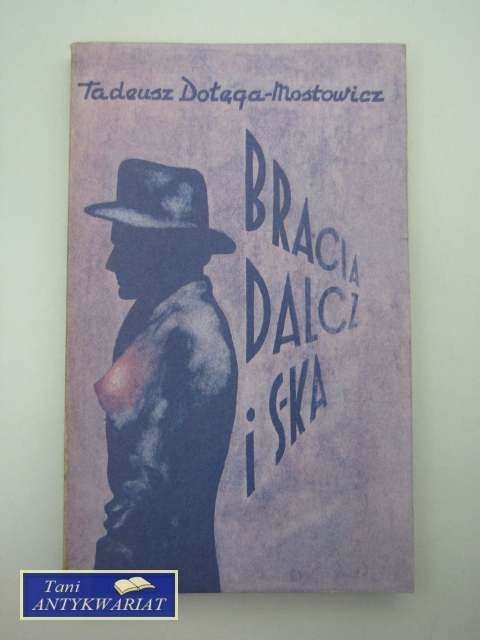 Tadeusz Dołęga-Mostowicz
BRACIA
DALCZ
i S-KA
Tani
ANTYKWARIAT